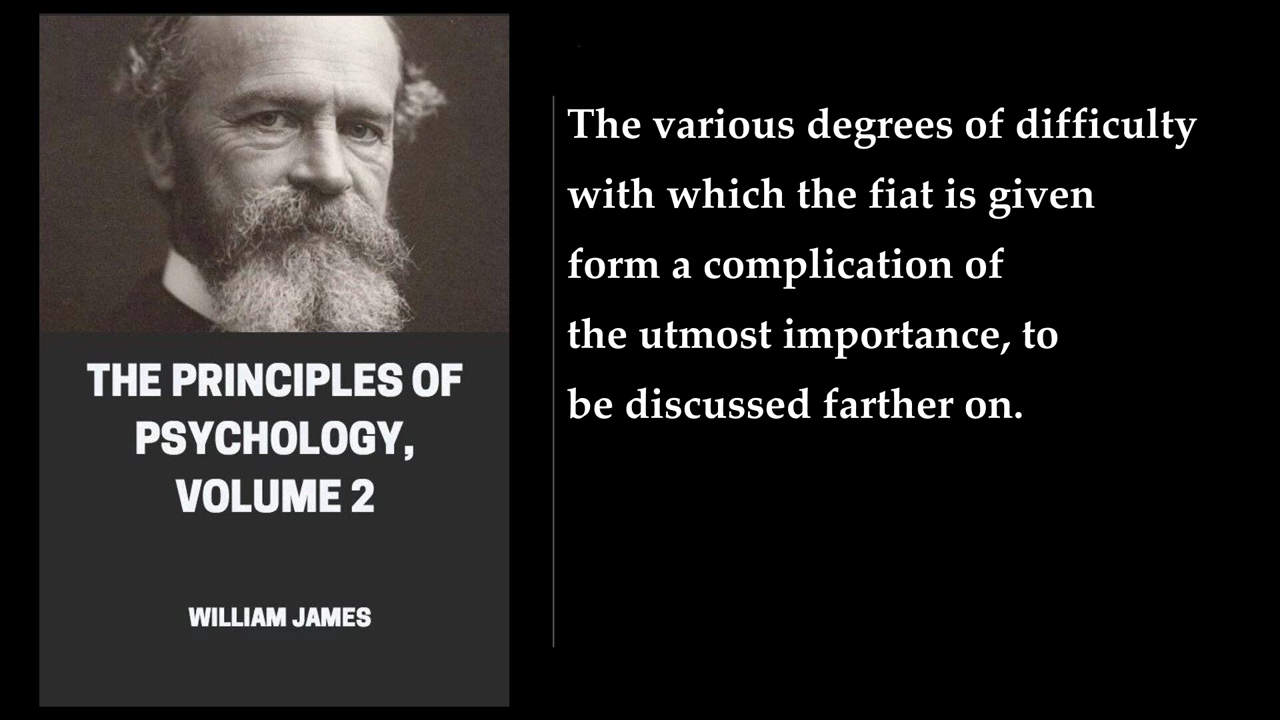 THE PRINCIPLES OF
PSYCHOLOGY,
VOLUME 2
WILLIAM JAMES
The various degrees of difficulty
with which the fiat is given
form a complication of
the utmost importance, to
be discussed farther on.